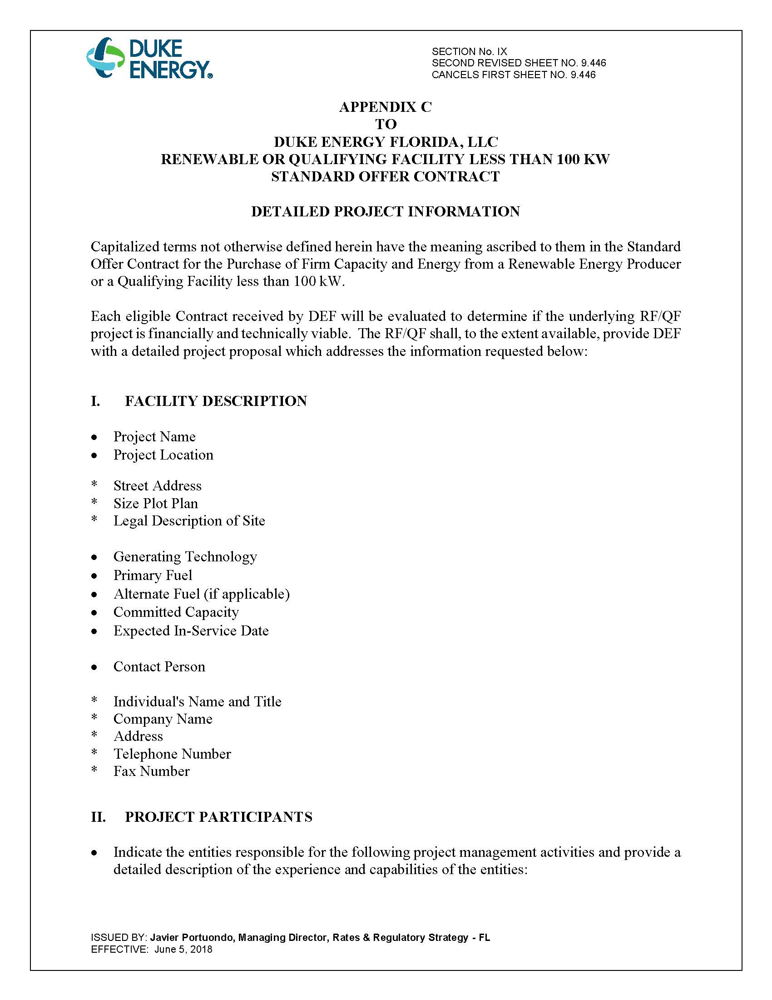 DUKE
ENERGY®
SECTION No. IX
SECOND REVISED SHEET NO. 9.446
CANCELS FIRST SHEET NO. 9.446
APPENDIX C
TO
DUKE ENERGY FLORIDA, LLC
RENEWABLE OR QUALIFYING FACILITY LESS THAN 100 KW
STANDARD OFFER CONTRACT
DETAILED PROJECT INFORMATION
Capitalized terms not otherwise defined herein have the meaning ascribed to them in the Standard
Offer Contract for the Purchase of Firm Capacity and Energy from a Renewable Energy Producer
or a Qualifying Facility less than 100 kW.
Each eligible Contract received by DEF will be evaluated to determine if the underlying RF/QF
project is financially and technically viable.  The RF/QF shall, to the extent available, provide DEF
with a detailed project proposal which addresses the information requested below:
I. FACILITY DESCRIPTION
• Project Name
• Project Location
* Street Address
* Size Plot Plan
* Legal Description of Site
• Generating Technology
• Primary Fuel
• Alternate Fuel (if applicable)
• Committed Capacity
• Expected In-Service Date
• Contact Person
* Individual's Name and Title
* Company Name
* Address
* Telephone Number
* Fax Number
II. PROJECT PARTICIPANTS
• Indicate the entities responsible for the following project management activities and provide a
detailed description of the experience and capabilities of the entities:
ISSUED BY: Javier Portuondo, Managing Director, Rates & Regulatory Strategy - FL
EFFECTIVE:  June 5, 2018